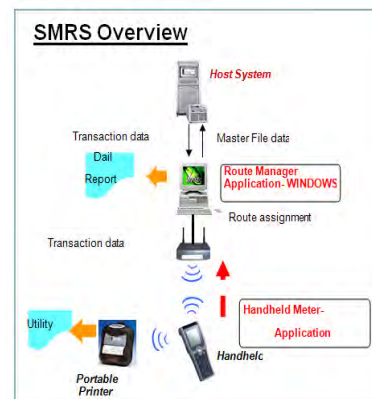 SMRS Overview
Host System
Transaction data
Master File data
Dail
Report
Route Manager
Application- WINDOWS
Route assignment
Transaction data
Handheld Meter-
Application
Utility
Handhelc
Portable
Printer